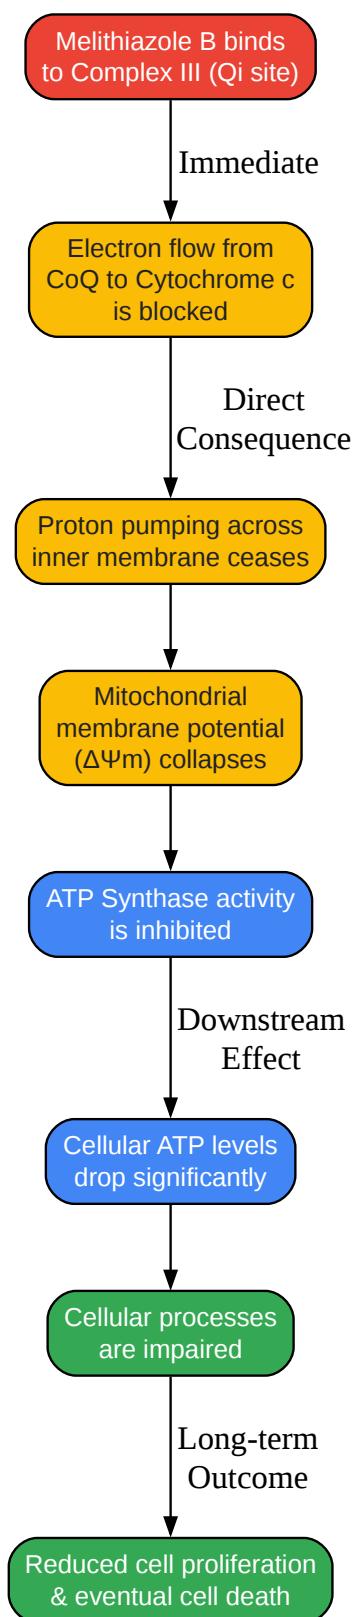 Melithiazole B binds
to Complex III (Qi site)
Immediate
Electron flow from
CoQ to Cytochrome c
is blocked
Direct
Consequence
Proton pumping across
inner membrane ceases
Mitochondrial
membrane potential
(ΔΨm) collapses
ATP Synthase activity
is inhibited
Downstream
Effect
Cellular ATP levels
drop significantly
Cellular processes
are impaired
Long-term
Outcome
Reduced cell proliferation
& eventual cell death